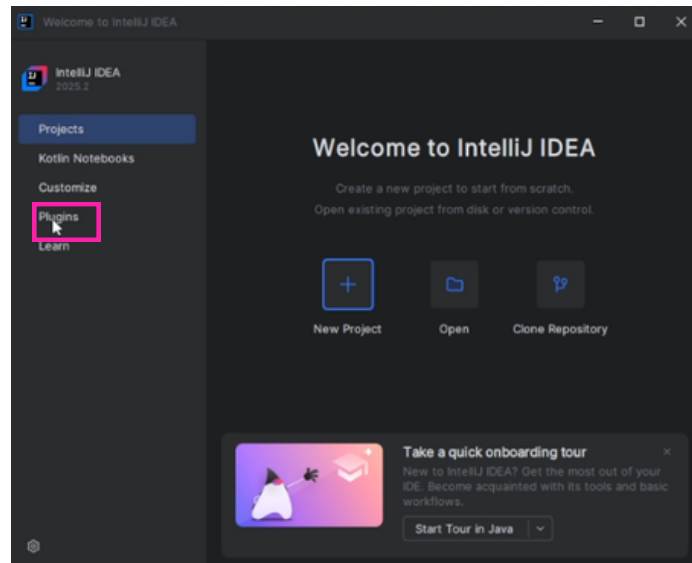 Welcome to IntelliJ IDEA
IntelliJ IDEA
2025.2
Projects
Kotlin Notebooks
Customize
Plugins
Learn
Welcome to IntelliJ IDEA
Create a new project to start from scratch.
Open existing project from disk or version control.
New Project
Open
Clone Repository
Take a quick onboarding tour
New to IntelliJ IDEA? Get the most out of your
IDE. Become acquainted with its tools and basic
workflows.
Start Tour in Java